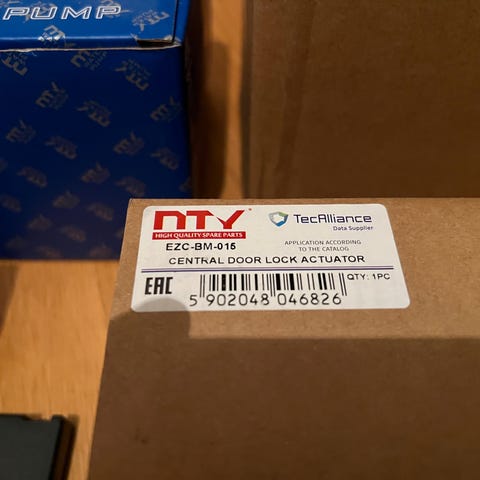 PUMP
NTY
HIGH QUALITY SPARE PARTS
TecAlliance
Data Supplier
EZC-BM-015
APPLICATION ACCORDING
TO THE CATALOG
CENTRAL DOOR LOCK ACTUATOR
EAC
QTY: 1PC
5 902048 046826